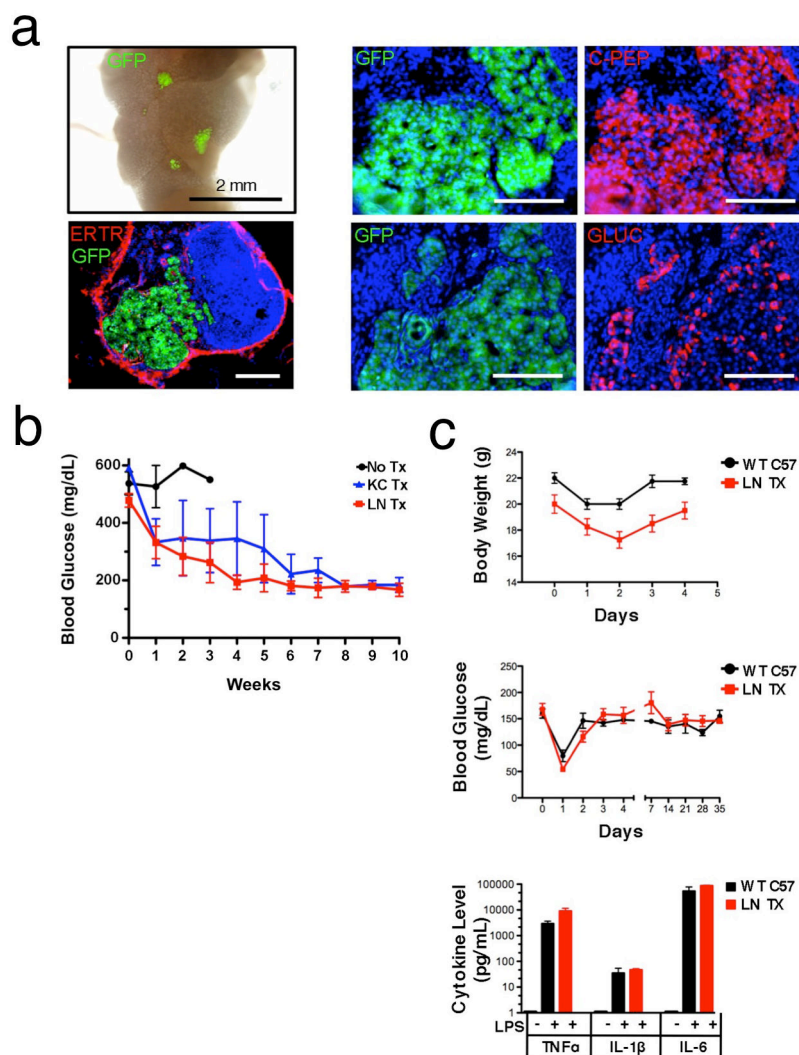 a
GFP
2 mm
GFP
C-PEP
ERTR7
GFP
GFP
GLUC
b
Blood Glucose (mg/dL)
600
400
200
0
0 1 2 3 4 5 6 7 8 9 10
Weeks
No Tx
KC Tx
LN Tx
c
Body Weight (g)
24
22
20
18
16
14
0 1 2 3 4 5
Days
WT C57
LN TX
Blood Glucose
(mg/dL)
250
200
150
100
50
0
0 1 2 3 4 7 14 21 28 35
Days
WT C57
LN TX
Cytokine Level
(pg/mL)
100000
10000
1000
100
10
1
LPS - + + - + + - + +
TNFα IL-1β IL-6
WT C57
LN TX